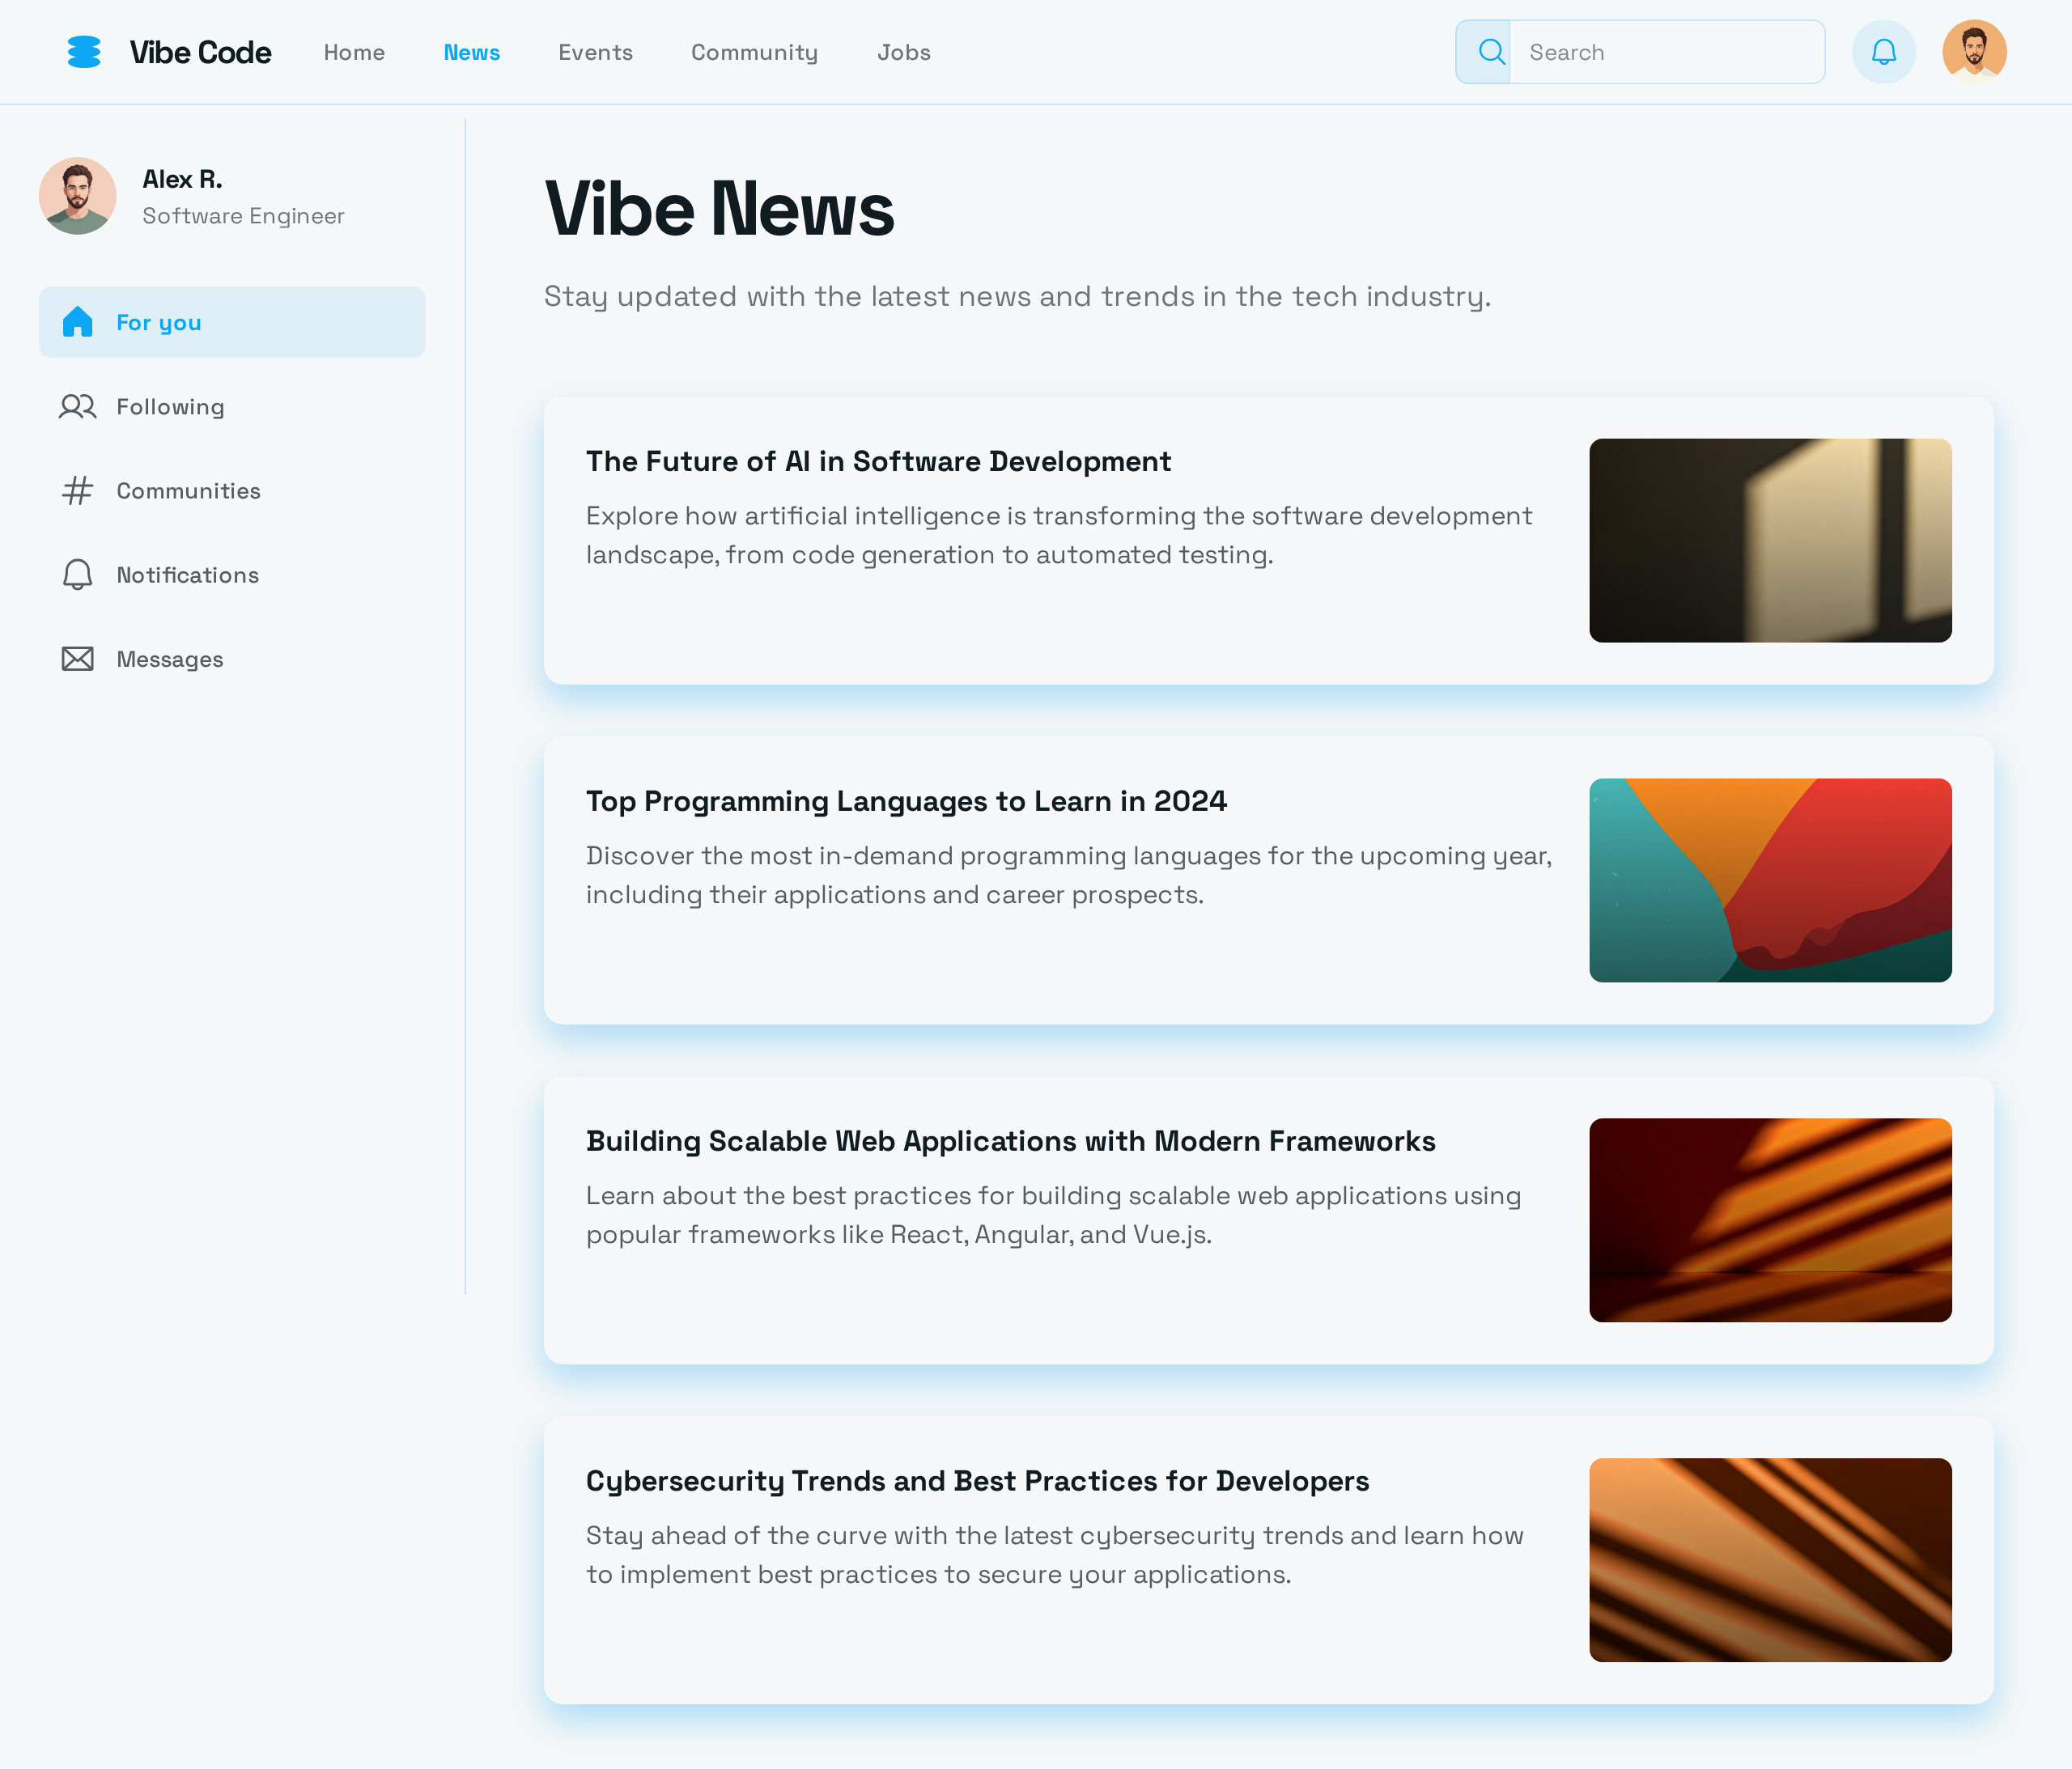 Vibe Code
Home
News
Events
Community
Jobs
Search
Alex R.
Software Engineer
For you
Following
Communities
Notifications
Messages
Vibe News
Stay updated with the latest news and trends in the tech industry.
The Future of AI in Software Development
Explore how artificial intelligence is transforming the software development
landscape, from code generation to automated testing.
Top Programming Languages to Learn in 2024
Discover the most in-demand programming languages for the upcoming year,
including their applications and career prospects.
Building Scalable Web Applications with Modern Frameworks
Learn about the best practices for building scalable web applications using
popular frameworks like React, Angular, and Vue.js.
Cybersecurity Trends and Best Practices for Developers
Stay ahead of the curve with the latest cybersecurity trends and learn how
to implement best practices to secure your applications.